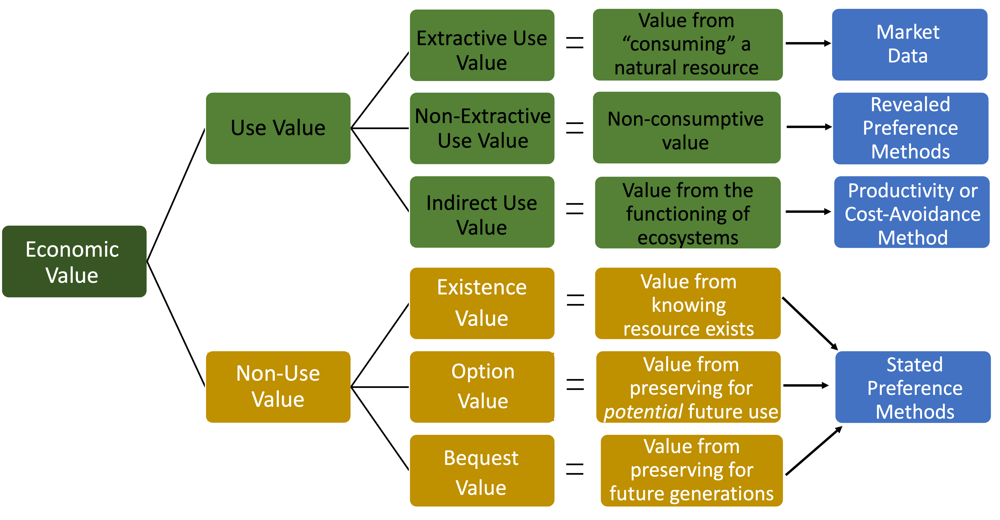 Economic
Value
Use Value
Non-Use
Value
Extractive Use
Value
=
Value from
“consuming” a
natural resource
Market
Data
Non-Extractive
Use Value
=
Non-consumptive
value
Revealed
Preference
Methods
Indirect Use
Value
=
Value from the
functioning of
ecosystems
Productivity or
Cost-Avoidance
Method
Existence
Value
=
Value from
knowing
resource exists
Option
Value
=
Value from
preserving for
potential future use
Stated
Preference
Methods
Bequest
Value
=
Value from
preserving for
future generations